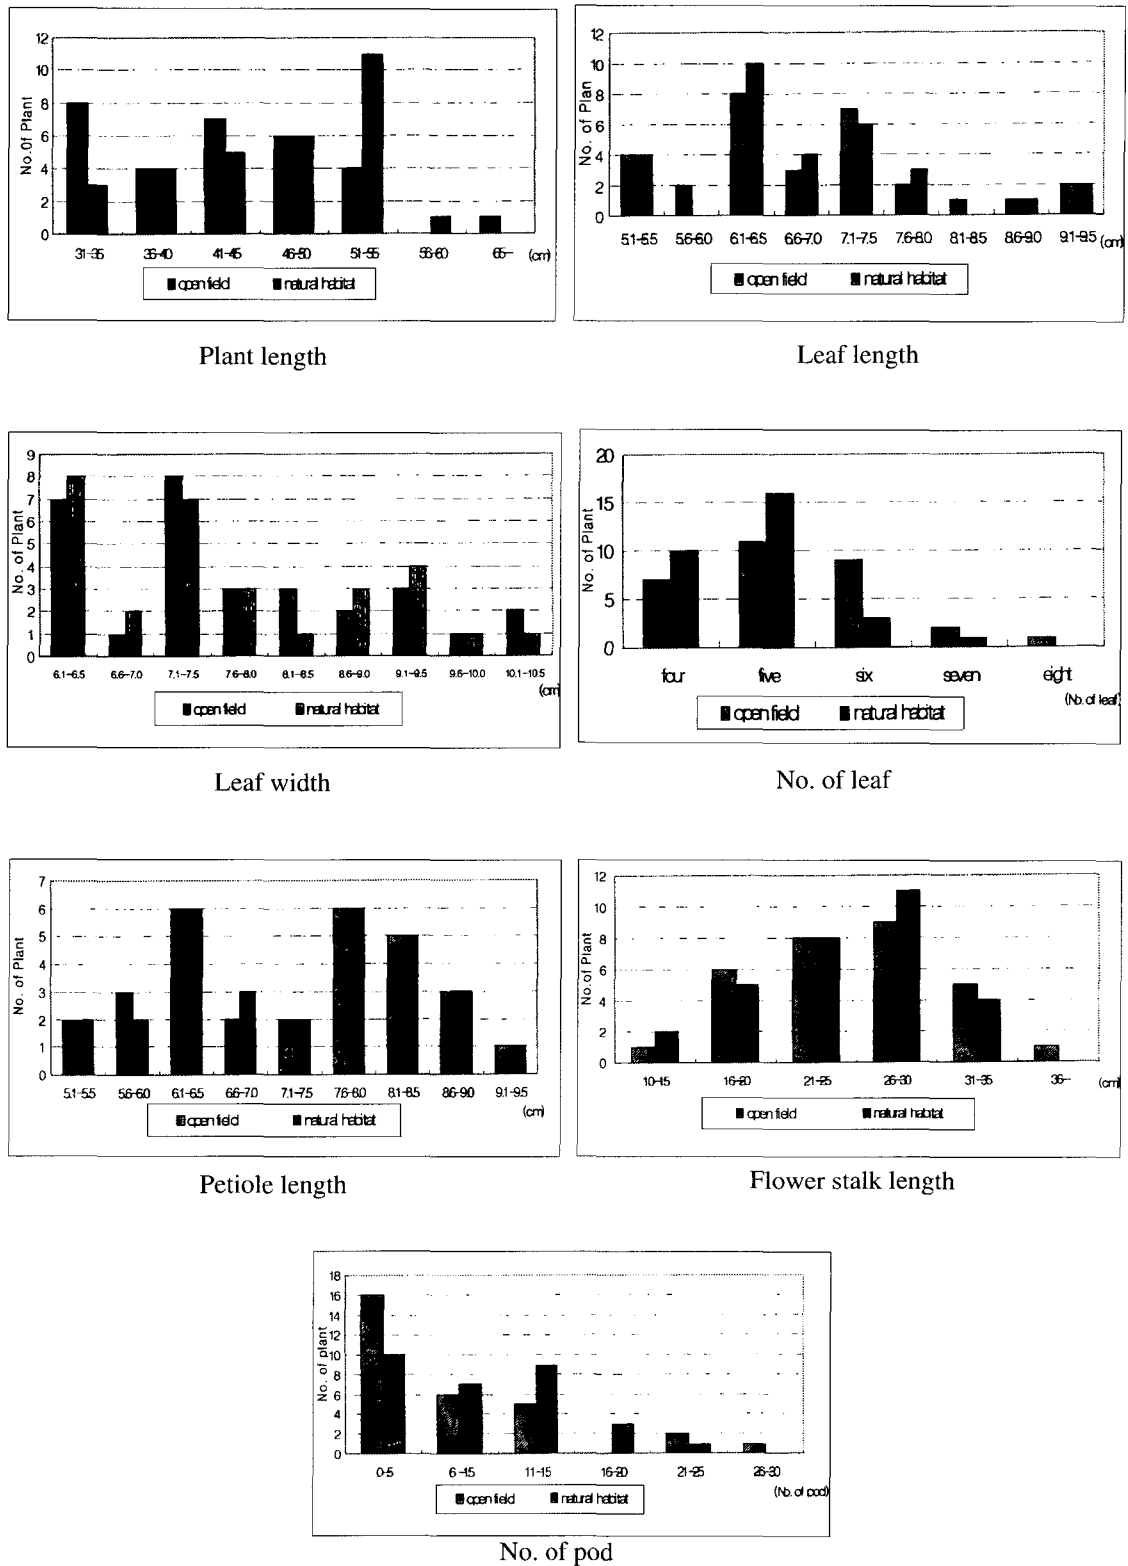 12
10
8
6
4
2
0
No. of Plant
31-35 36-40 41-45 46-50 51-55 56-60 65- (cm)
open field natural habitat
Plant length
12
10
8
6
4
2
0
No. of Plan
5.1-5.5 5.6-6.0 6.1-6.5 6.6-7.0 7.1-7.5 7.6-8.0 8.1-8.5 8.6-9.0 9.1-9.5 (cm)
open field natural habitat
Leaf length
9
8
7
6
5
4
3
2
1
0
No. of Plant
6.1-6.5 6.6-7.0 7.1-7.5 7.6-8.0 8.1-8.5 8.6-9.0 9.1-9.5 9.6-10.0 10.1-10.5
(cm)
open field natural habitat
Leaf width
20
15
10
5
0
No. of Plant
four five six seven eight
(No. of leaf)
open field natural habitat
No. of leaf
7
6
5
4
3
2
1
0
No. of Plant
5.1-5.5 5.6-6.0 6.1-6.5 6.6-7.0 7.1-7.5 7.6-8.0 8.1-8.5 8.6-9.0 9.1-9.5
(cm)
open field natural habitat
Petiole length
12
10
8
6
4
2
0
No. of Plant
10-15 16-20 21-25 26-30 31-35 36-- (cm)
open field natural habitat
Flower stalk length
18
16
14
12
10
8
6
4
2
0
No. of plant
0-5 6-15 11-15 16-20 21-25 26-30
(No. of pod)
open field natural habitat
No. of pod